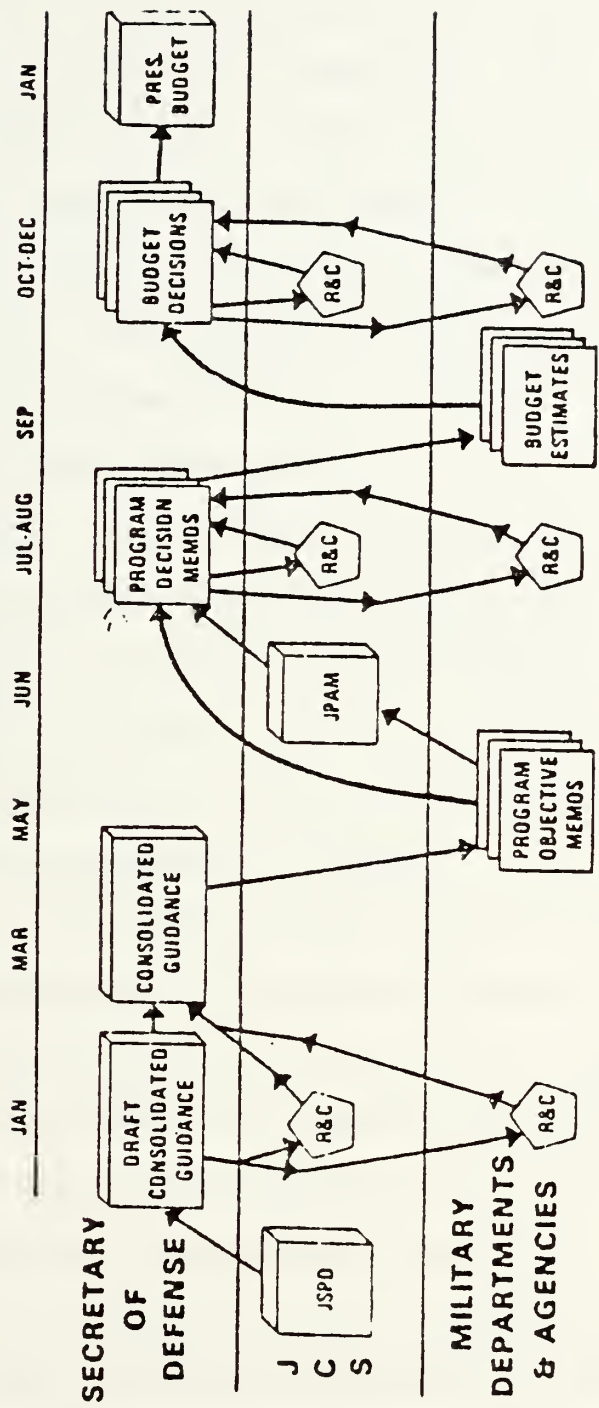 JAN MAR MAY JUN JUL-AUG SEP OCT-DEC JAN
SECRETARY
OF
DEFENSE
DRAFT
CONSOLIDATED
GUIDANCE
CONSOLIDATED
GUIDANCE
PROGRAM
DECISION
MEMOS
BUDGET
DECISIONS
PRES.
BUDGET
J
C
S
JSPD
R&C
JPAM
R&C
R&C
MILITARY
DEPARTMENTS
& AGENCIES
R&C
PROGRAM
OBJECTIVE
MEMOS
R&C
BUDGET
ESTIMATES
R&C